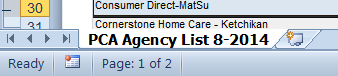 30 Consumer Direct-MatSu
31 Cornerstone Home Care - Ketchikan
PCA Agency List 8-2014
Ready Page: 1 of 2